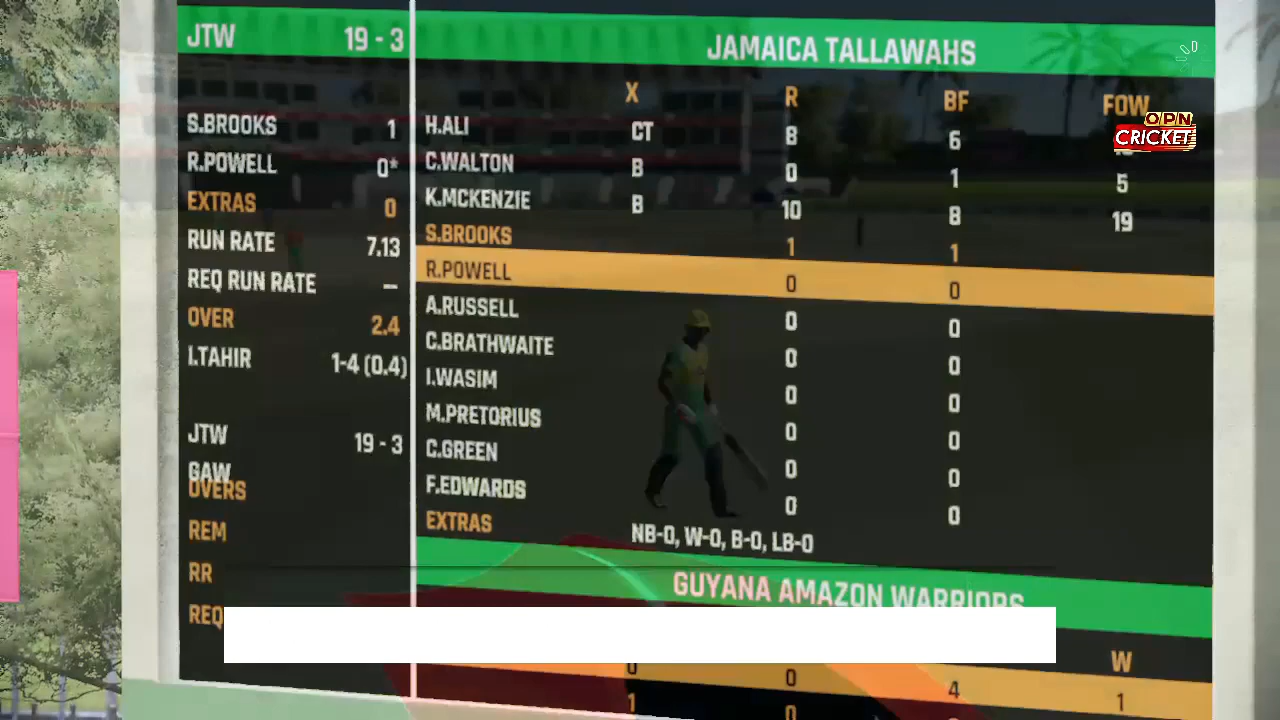 JTW 19 - 3
S.BROOKS 1
R.POWELL 0*
EXTRAS 0
RUN RATE 7.13
REQ RUN RATE --
OVER 2.4
I.TAHIR 1-4 (0.4)
JTW 19 - 3
GAW
OVERS
REM
RR
REQ
JAMAICA TALLAWAHS
X R BF FOW
H.ALI CT 8 6
C.WALTON B 0 1 5
K.MCKENZIE B 10 8 19
S.BROOKS 1 1
R.POWELL 0 0
A.RUSSELL 0 0
C.BRATHWAITE 0 0
I.WASIM 0 0
M.PRETORIUS 0 0
C.GREEN 0 0
F.EDWARDS 0 0
EXTRAS NB-0, W-0, B-0, LB-0
GUYANA AMAZON WARRIORS
W
0 0 4 1
1 0
OPN
CRICKET